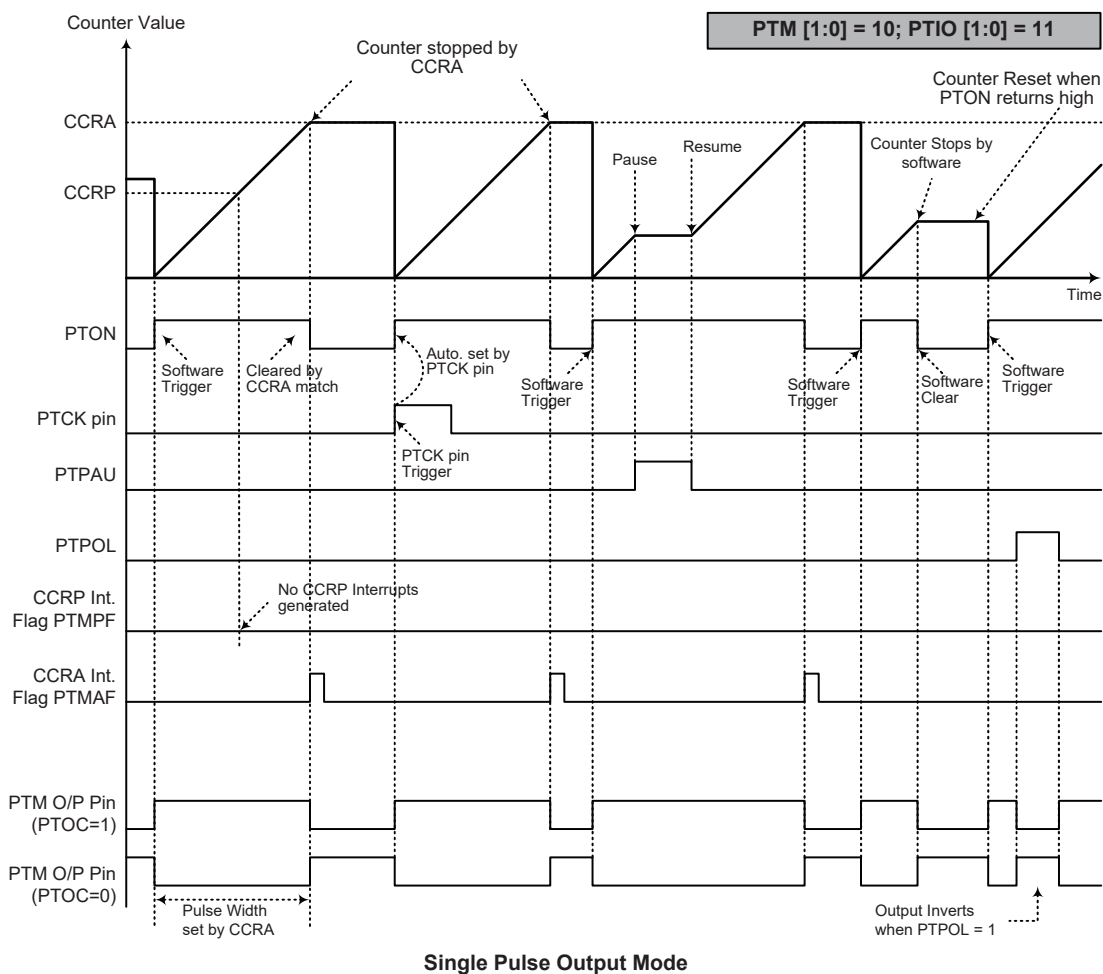 Counter Value
PTM [1:0] = 10; PTIO [1:0] = 11
Counter stopped by
CCRA
Counter Reset when
PTON returns high
CCRA
Pause
Resume
Counter Stops by
software
CCRP
Time
PTON
Software
Trigger
Cleared by
CCRA match
Auto. set by
PTCK pin
Software
Trigger
Software
Trigger
Software
Clear
Software
Trigger
PTCK pin
PTCK pin
Trigger
PTPAU
PTPOL
No CCRP Interrupts
generated
CCRP Int.
Flag PTMPF
CCRA Int.
Flag PTMAF
PTM O/P Pin
(PTOC=1)
PTM O/P Pin
(PTOC=0)
Pulse Width
set by CCRA
Output Inverts
when PTPOL = 1
Single Pulse Output Mode